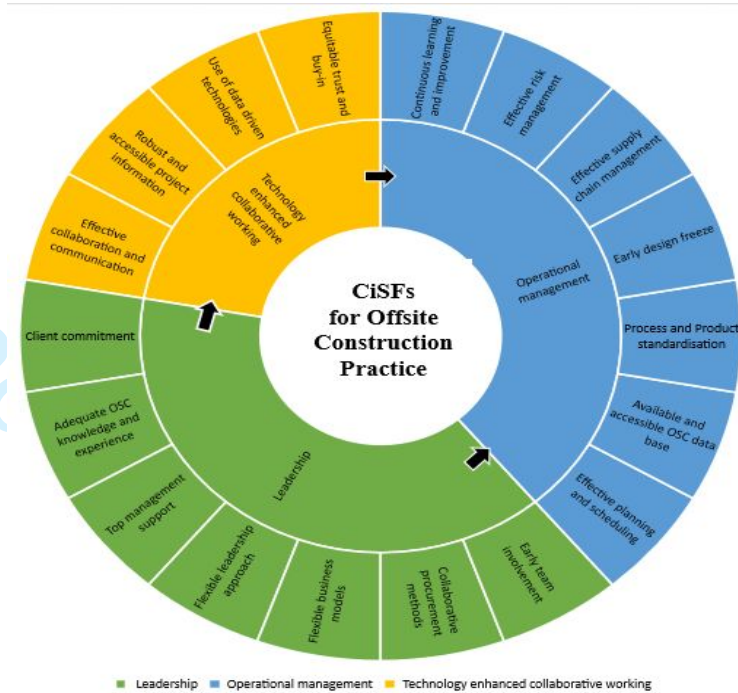 Equitable trust and
buy-in
Use of data driven
technologies
Robust and
accessible project
information
Effective
collaboration and
communication
Technology
enhanced
collaborative
working
Continuous learning
and improvement
Effective risk
management
Effective supply
chain management
Early design freeze
Process and Product
standardisation
Available and
accessible OSC data
base
Effective planning
and scheduling
Operational
management
CiSFs
for Offsite
Construction
Practice
Client commitment
Adequate OSC
knowledge and
experience
Top management
support
Flexible leadership
approach
Flexible business
models
Collaborative
procurement
methods
Early team
involvement
Leadership
Leadership Operational management Technology enhanced collaborative working